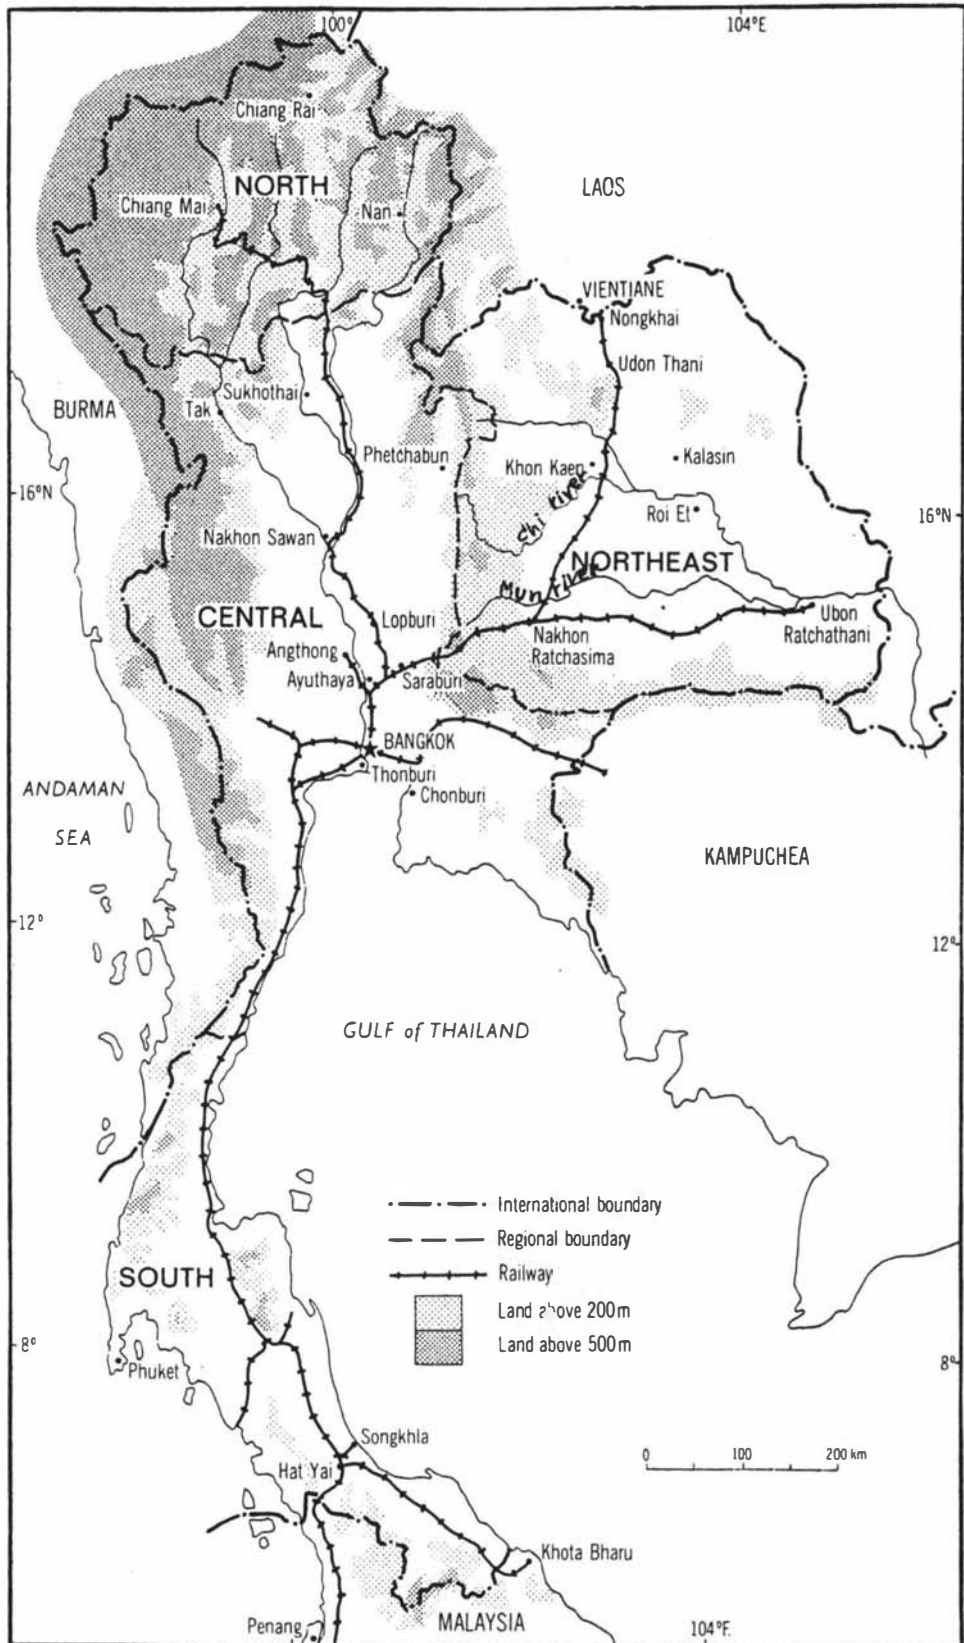 100°
104°E
Chiang Rai
NORTH
LAOS
Chiang Mai
Nan
VIENTIANE
Nongkhai
Udon Thani
Sukhothai
BURMA
Tak
Phetchabun
Khon Kaen
Kalasin
16°N
Chi river
Roi Et
16°N
Nakhon Sawan
NORTHEAST
Mun river
CENTRAL
Lopburi
Nakhon
Ratchasima
Ubon
Ratchathani
Angthong
Ayuthaya
Saraburi
BANGKOK
Thonburi
Chonburi
ANDAMAN
SEA
KAMPUCHEA
12°
12°
GULF of THAILAND
International boundary
Regional boundary
SOUTH
Railway
Land above 200m
Land above 500m
8°
8°
Phuket
Songkhla
0 100 200 km
Hat Yai
Khota Bharu
Penang
MALAYSIA
104°E.